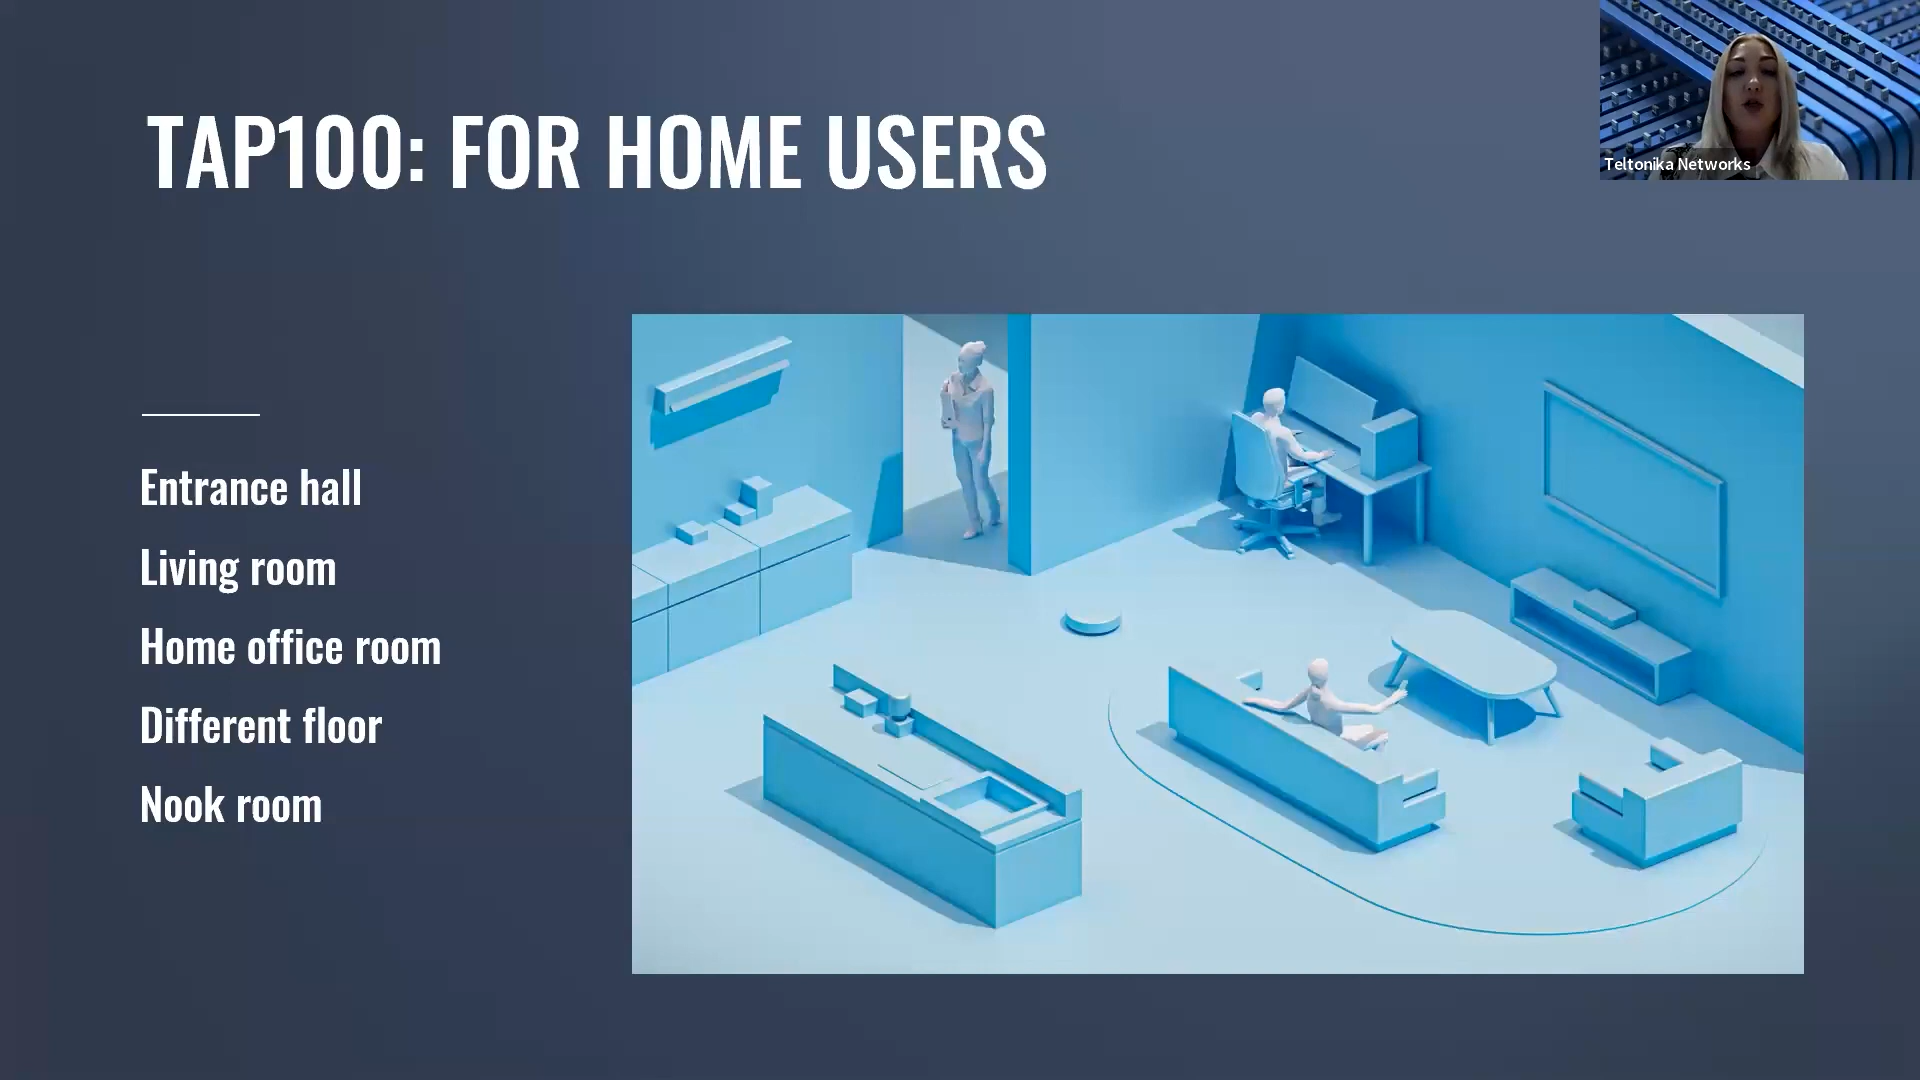 TAP100: FOR HOME USERS
Teltonika Networks
Entrance hall
Living room
Home office room
Different floor
Nook room